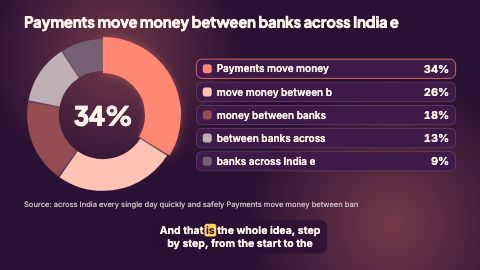 Payments move money between banks across India e
34%
Payments move money 34%
move money between b 26%
money between banks 18%
between banks across 13%
banks across India e 9%
Source: across India every single day quickly and safely Payments move money between ban
And that is the whole idea, step
by step, from the start to the